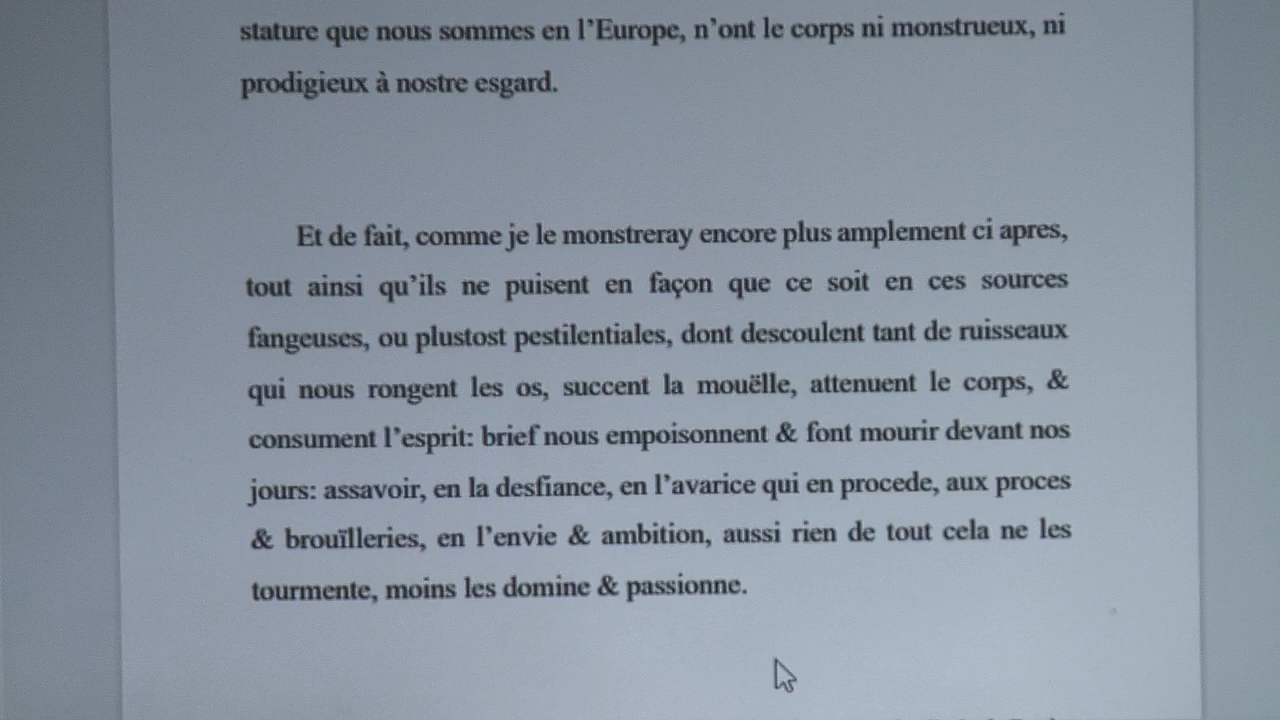 stature que nous sommes en l’Europe, n’ont le corps ni monstrueux, ni
prodigieux à nostre esgard.
Et de fait, comme je le monstreray encore plus amplement ci apres,
tout ainsi qu’ils ne puisent en façon que ce soit en ces sources
fangeuses, ou plustost pestilentiales, dont descoulent tant de ruisseaux
qui nous rongent les os, succent la mouëlle, attenuent le corps, &
consument l’esprit: brief nous empoisonnent & font mourir devant nos
jours: assavoir, en la desfiance, en l’avarice qui en procede, aux proces
& brouïlleries, en l’envie & ambition, aussi rien de tout cela ne les
tourmente, moins les domine & passionne.